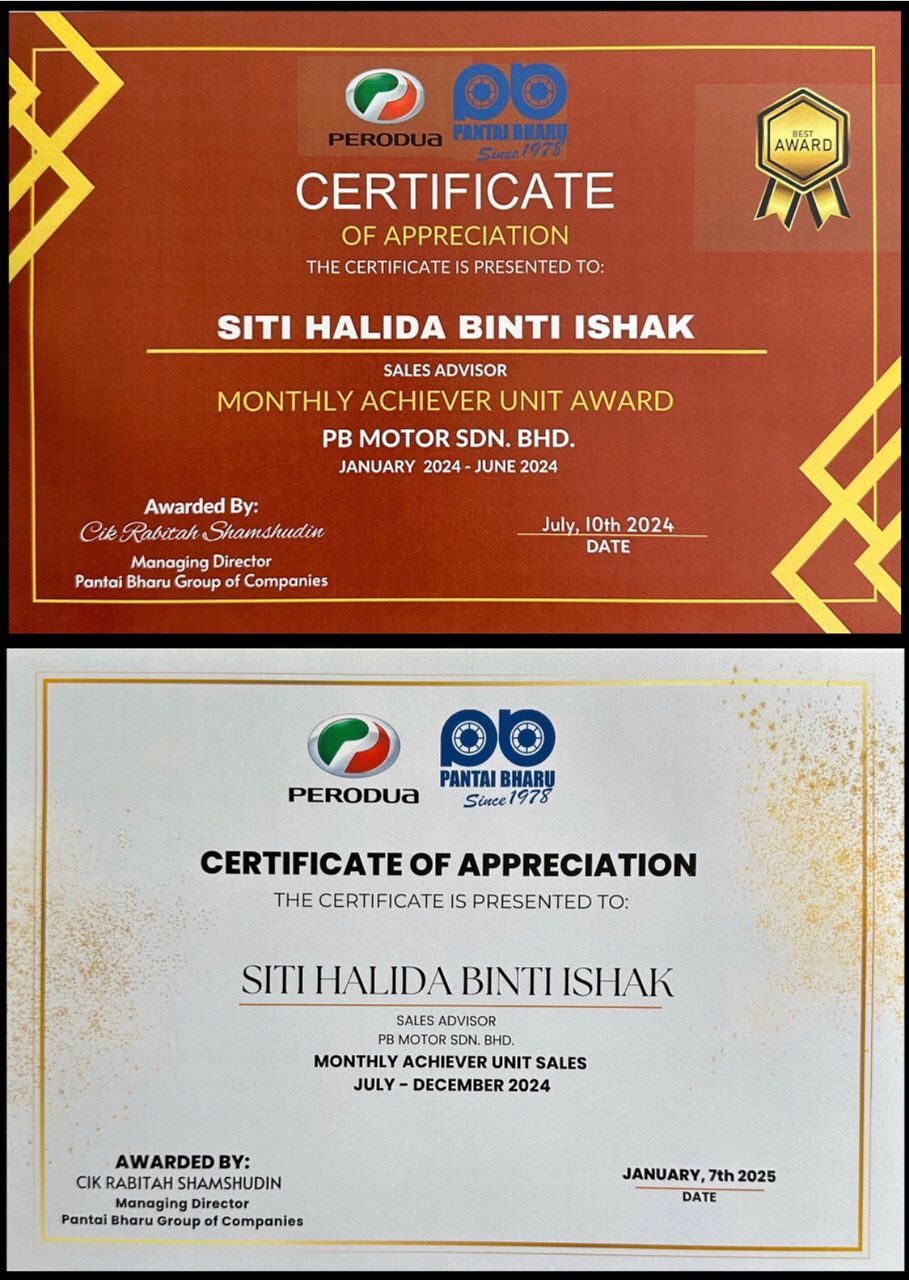 PERODUA
PANTAI BHARU
Since 1978
BEST
AWARD
CERTIFICATE
OF APPRECIATION
THE CERTIFICATE IS PRESENTED TO:
SITI HALIDA BINTI ISHAK
SALES ADVISOR
MONTHLY ACHIEVER UNIT AWARD
PB MOTOR SDN. BHD.
JANUARY 2024 - JUNE 2024
Awarded By:
Cik Rabitah Shamshudin
Managing Director
Pantai Bharu Group of Companies
July, 10th 2024
DATE
PERODUA
PANTAI BHARU
Since 1978
CERTIFICATE OF APPRECIATION
THE CERTIFICATE IS PRESENTED TO:
SITI HALIDA BINTI ISHAK
SALES ADVISOR
PB MOTOR SDN. BHD.
MONTHLY ACHIEVER UNIT SALES
JULY - DECEMBER 2024
AWARDED BY:
CIK RABITAH SHAMSHUDIN
Managing Director
Pantai Bharu Group of Companies
JANUARY, 7th 2025
DATE